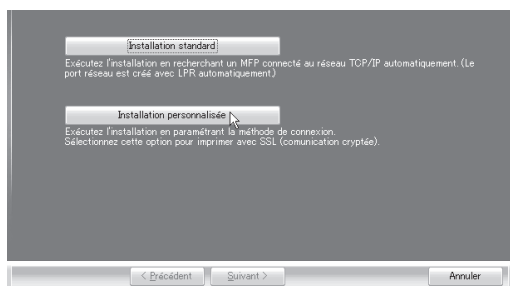 Installation standard
Exécutez l'installation en recherchant un MFP connecté au réseau TCP/IP automatiquement. (Le
port réseau est créé avec LPR automatiquement.)
Installation personnalisée
Exécutez l'installation en paramétrant la méthode de connexion.
Sélectionnez cette option pour imprimer avec SSL (comunication cryptée).
< Précédent Suivant > Annuler